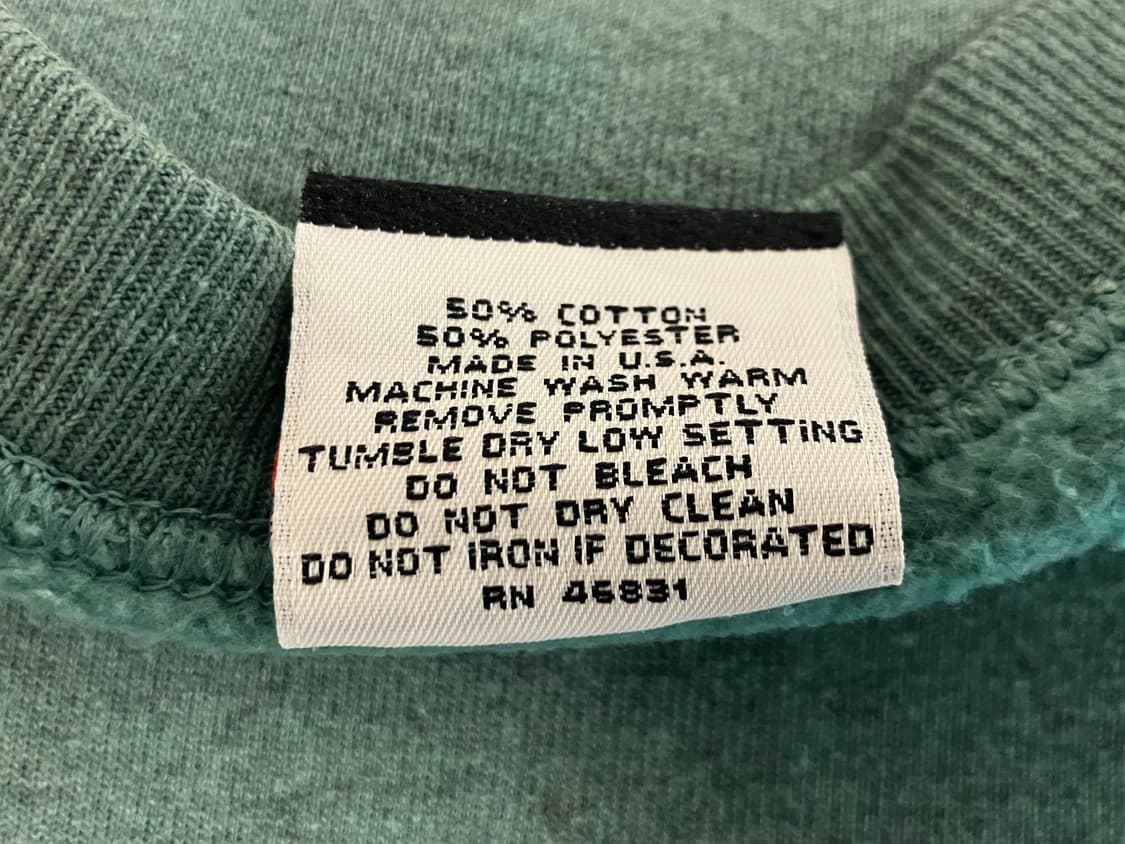 50% COTTON
50% POLYESTER
MADE IN U.S.A.
MACHINE WASH WARM
REMOVE PROMPTLY
TUMBLE DRY LOW SETTING
DO NOT BLEACH
DO NOT DRY CLEAN
DO NOT IRON IF DECORATED
RN 46831